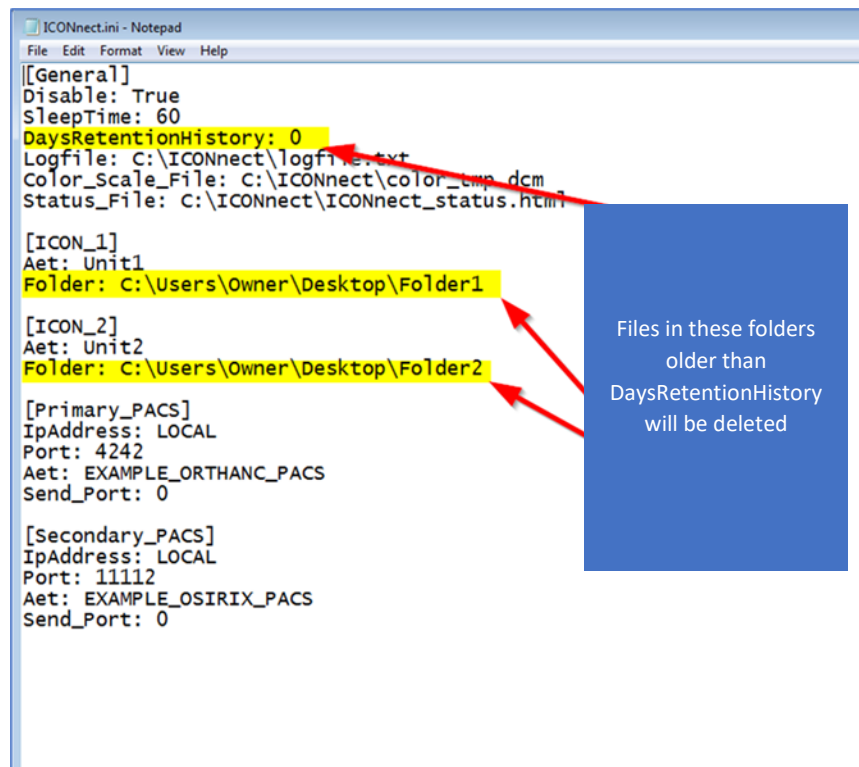 ICONnect.ini - Notepad
File Edit Format View Help
[General]
Disable: True
SleepTime: 60
DaysRetentionHistory: 0
Logfile: C:\ICONnect\logfile.txt
Color_Scale_File: C:\ICONnect\color_tmp.dcm
Status_File: C:\ICONnect\ICONnect_status.html
[ICON_1]
Aet: Unit1
Folder: C:\Users\Owner\Desktop\Folder1
[ICON_2]
Aet: Unit2
Folder: C:\Users\Owner\Desktop\Folder2
[Primary_PACS]
IpAddress: LOCAL
Port: 4242
Aet: EXAMPLE_ORTHANC_PACS
Send_Port: 0
[Secondary_PACS]
IpAddress: LOCAL
Port: 11112
Aet: EXAMPLE_OSIRIX_PACS
Send_Port: 0
Files in these folders
older than
DaysRetentionHistory
will be deleted